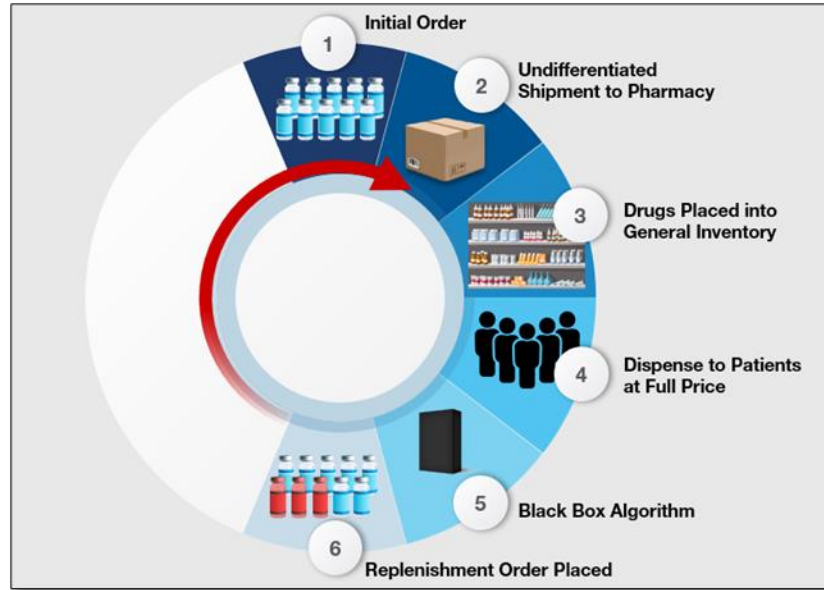 1
Initial Order
2
Undifferentiated
Shipment to Pharmacy
3
Drugs Placed into
General Inventory
4
Dispense to Patients
at Full Price
5
Black Box Algorithm
6
Replenishment Order Placed